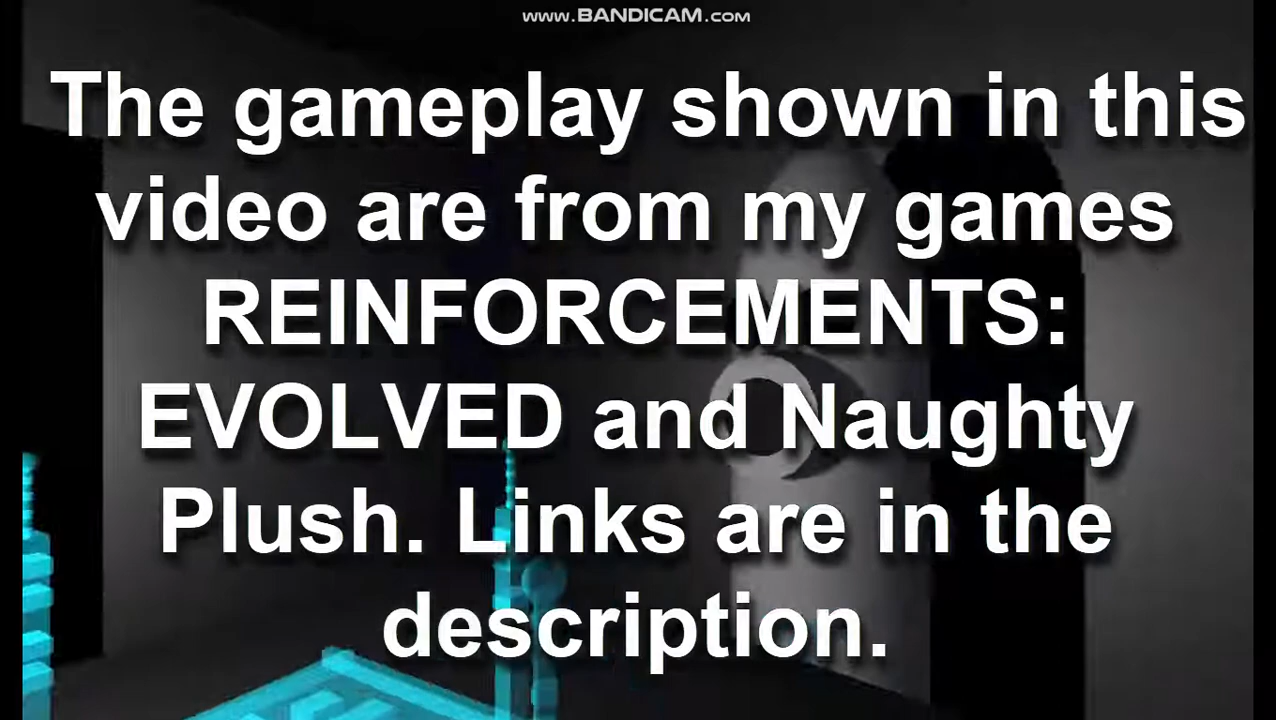 www.BANDICAM.com
The gameplay shown in this
video are from my games
REINFORCEMENTS:
EVOLVED and Naughty
Plush. Links are in the
description.